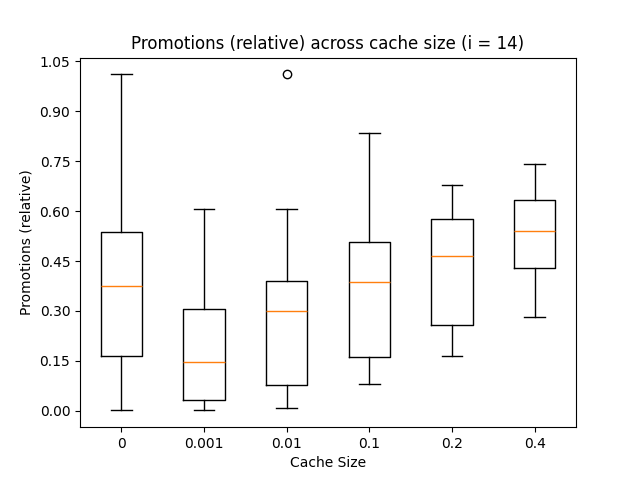 Promotions (relative) across cache size (i = 14)
1.05
0.90
0.75
0.60
0.45
0.30
0.15
0.00
Promotions (relative)
0 0.001 0.01 0.1 0.2 0.4
Cache Size